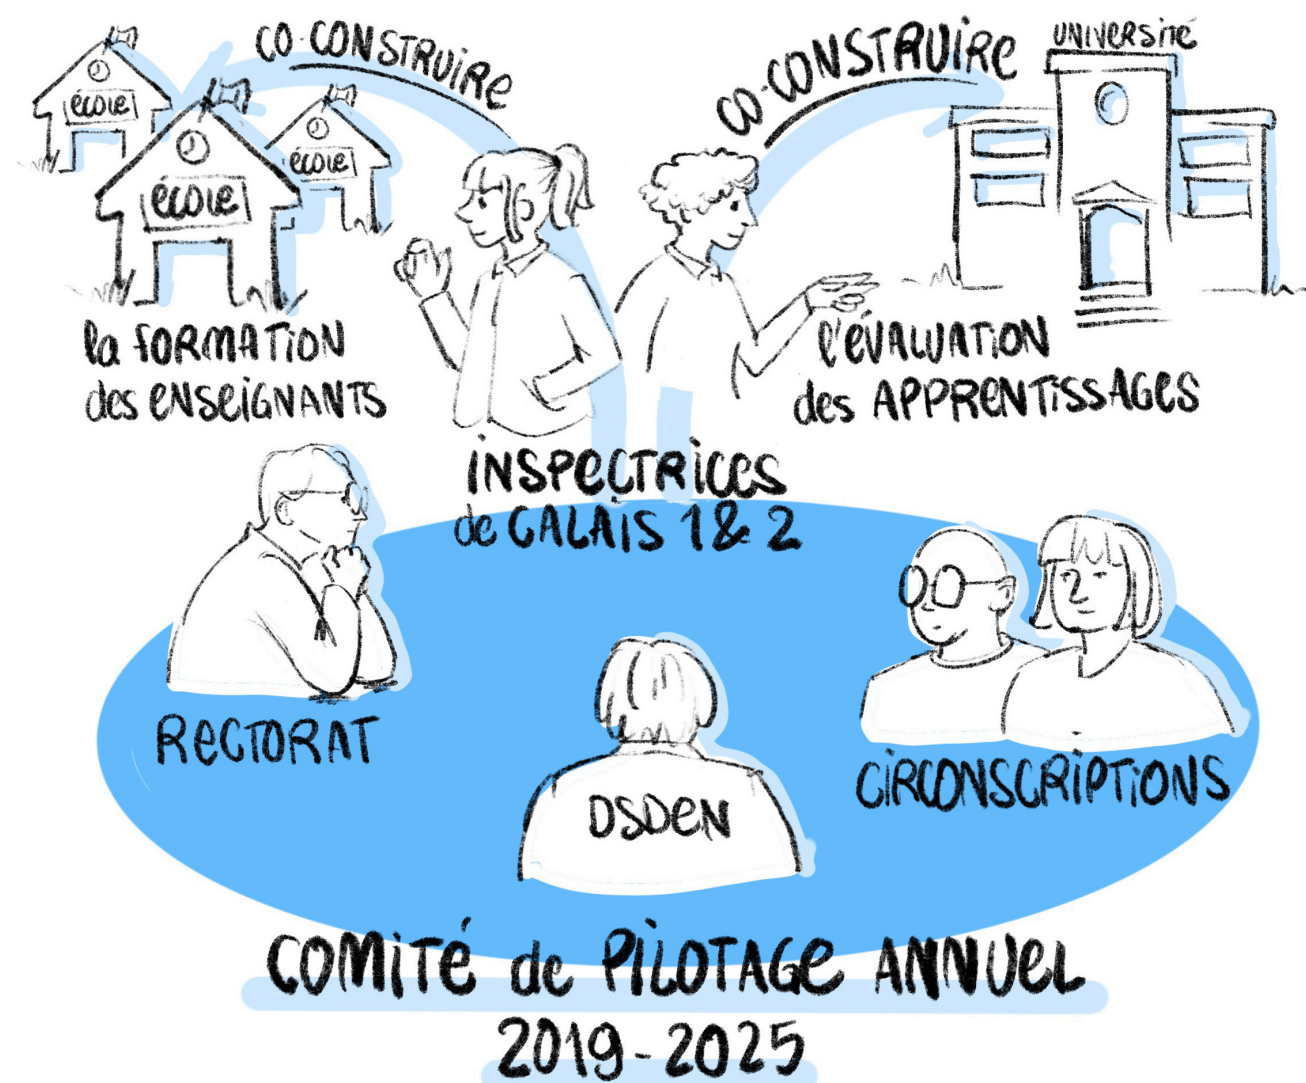 CO-CONSTRUIRE
école
école
école
la FORMATION
des ENSEIGNANTS
CO-CONSTRUIRE
UNIVERSITÉ
l'ÉVALUATION
des APPRENTISSAGES
INSPECTRICES
de CALAIS 1 & 2
RECTORAT
DSDEN
CIRCONSCRIPTIONS
COMITÉ de PILOTAGE ANNUEL
2019-2025